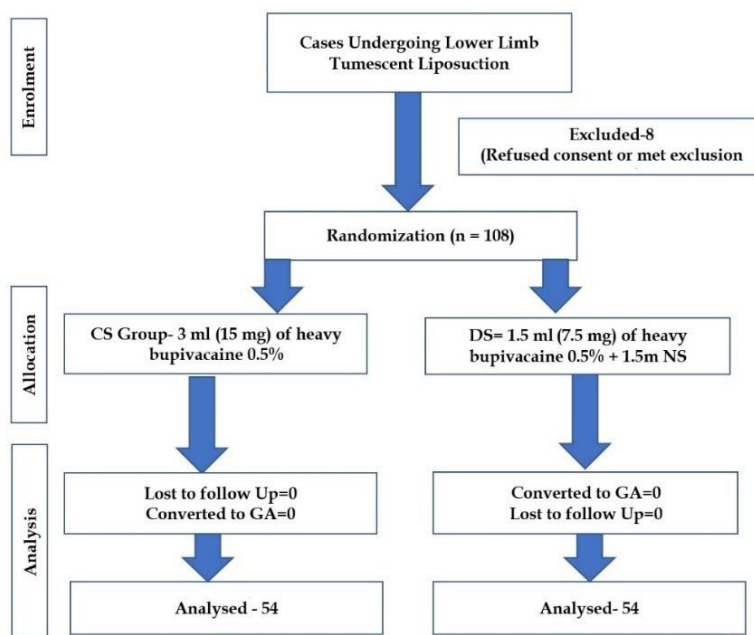 Enrolment
Cases Undergoing Lower Limb
Tumescent Liposuction
Excluded-8
(Refused consent or met exclusion
Randomization (n = 108)
Allocation
CS Group- 3 ml (15 mg) of heavy
bupivacaine 0.5%
DS= 1.5 ml (7.5 mg) of heavy
bupivacaine 0.5% + 1.5m NS
Analysis
Lost to follow Up=0
Converted to GA=0
Converted to GA=0
Lost to follow Up=0
Analysed - 54
Analysed- 54